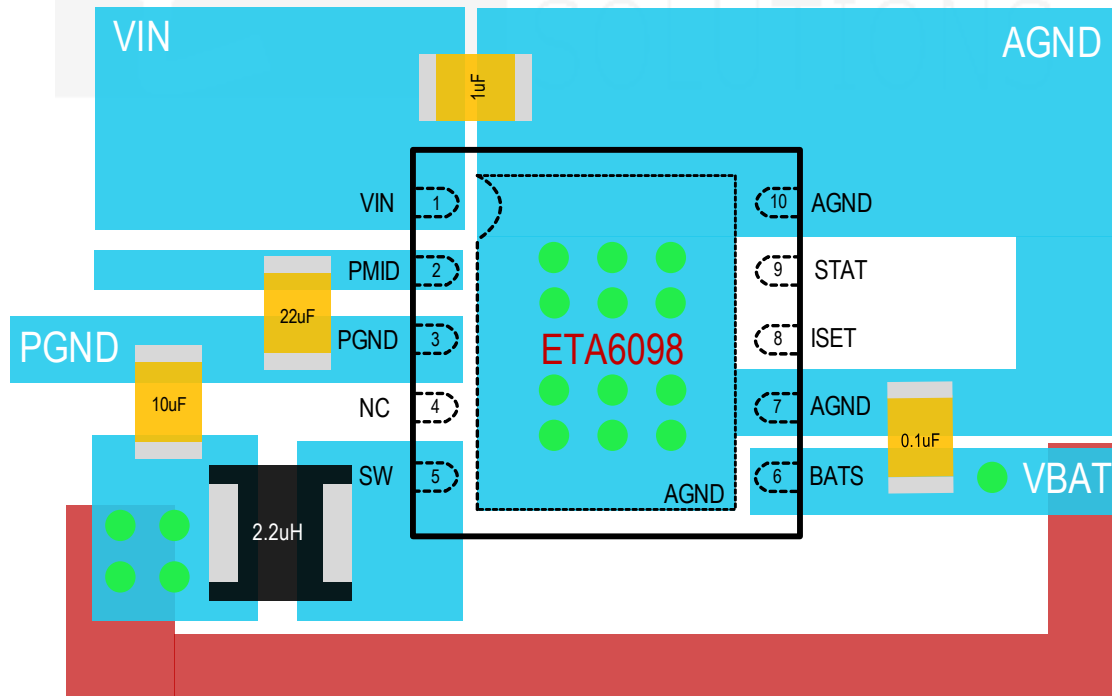 SOLUTIONS
VIN
AGND
1uF
VIN
1
10
AGND
PMID
2
9
STAT
22uF
PGND
PGND
3
ETA6098
8
ISET
10uF
NC
4
7
AGND
0.1uF
SW
5
6
BATS
VBAT
AGND
2.2uH